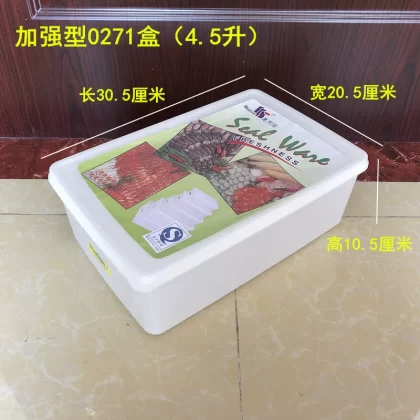 加强型0271盒（4.5升）
长30.5厘米
宽20.5厘米
Seal Ware
FRESHNESS
高10.5厘米